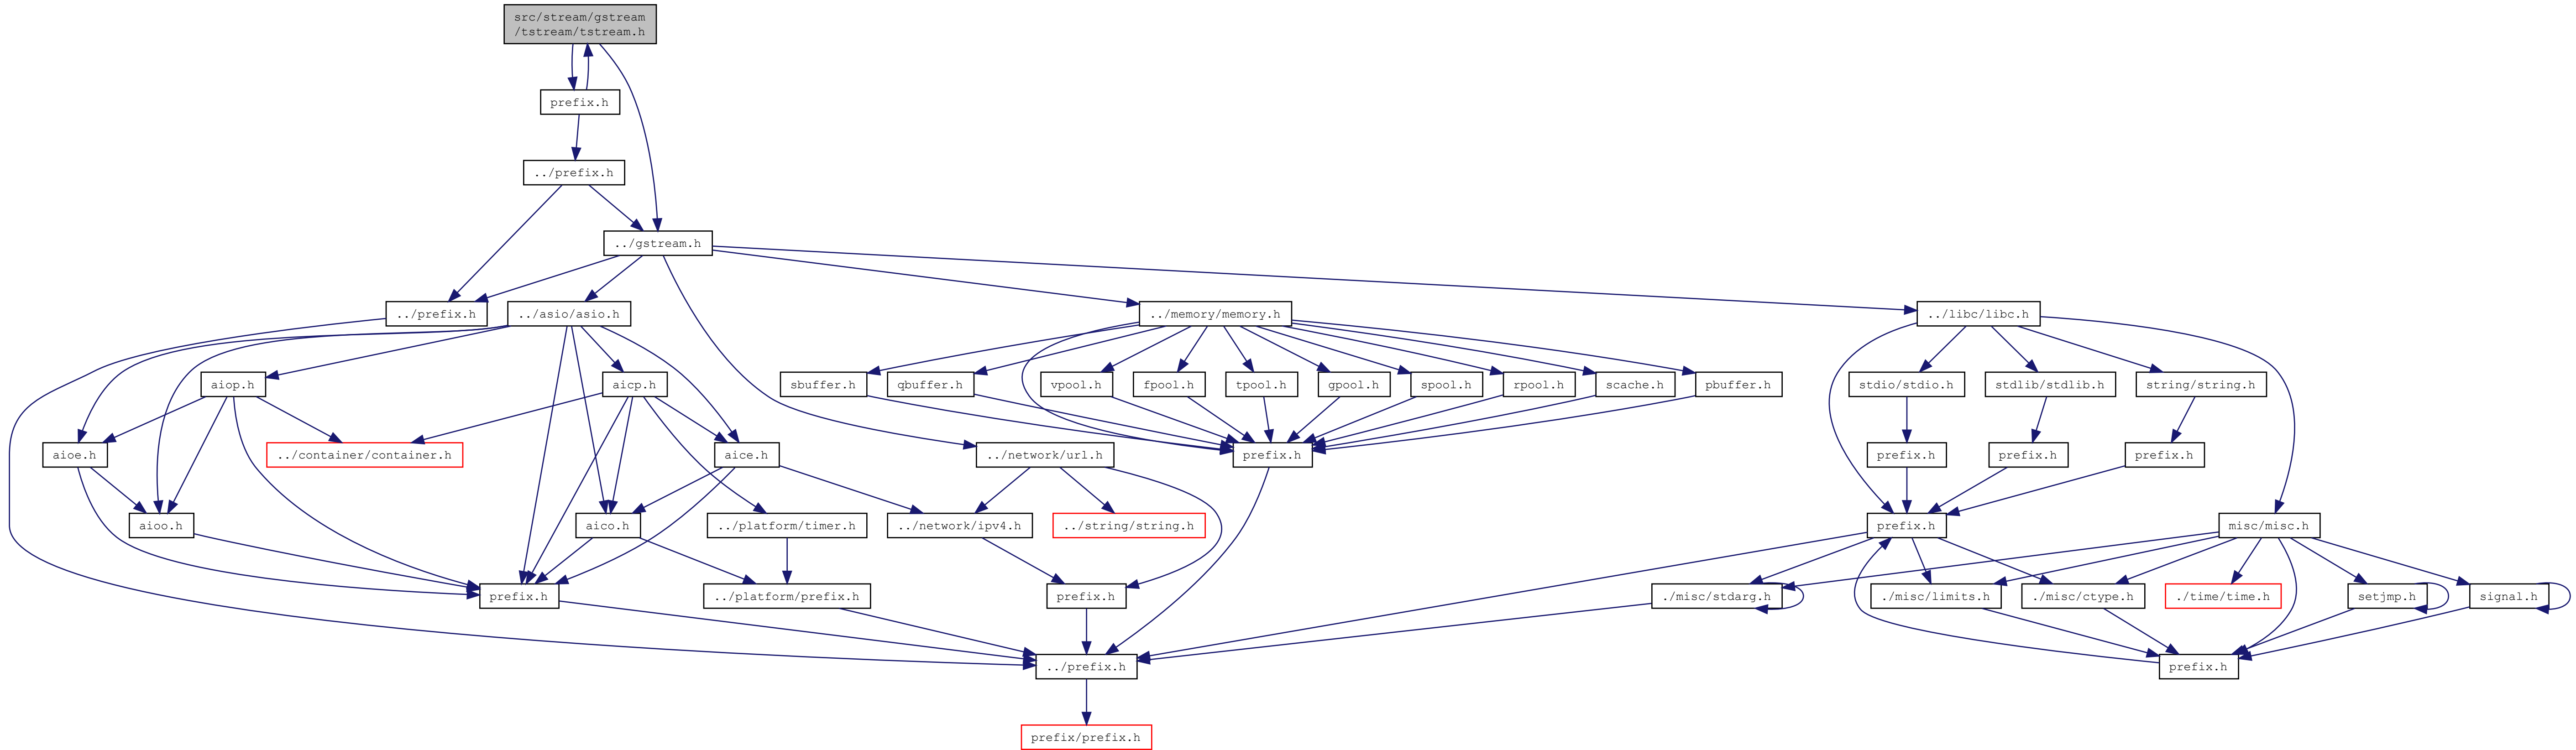 src/stream/gstream
/tstream/tstream.h
prefix.h
../prefix.h
../gstream.h
../prefix.h
../asio/asio.h
../memory/memory.h
../libc/libc.h
aiop.h
aicp.h
sbuffer.h
qbuffer.h
vpool.h
fpool.h
tpool.h
gpool.h
spool.h
rpool.h
scache.h
pbuffer.h
stdio/stdio.h
stdlib/stdlib.h
string/string.h
aioe.h
../container/container.h
aice.h
../network/url.h
prefix.h
prefix.h
prefix.h
prefix.h
aioo.h
aico.h
../platform/timer.h
../network/ipv4.h
../string/string.h
prefix.h
misc/misc.h
prefix.h
../platform/prefix.h
prefix.h
./misc/stdarg.h
./misc/limits.h
./misc/ctype.h
./time/time.h
setjmp.h
signal.h
../prefix.h
prefix.h
prefix/prefix.h